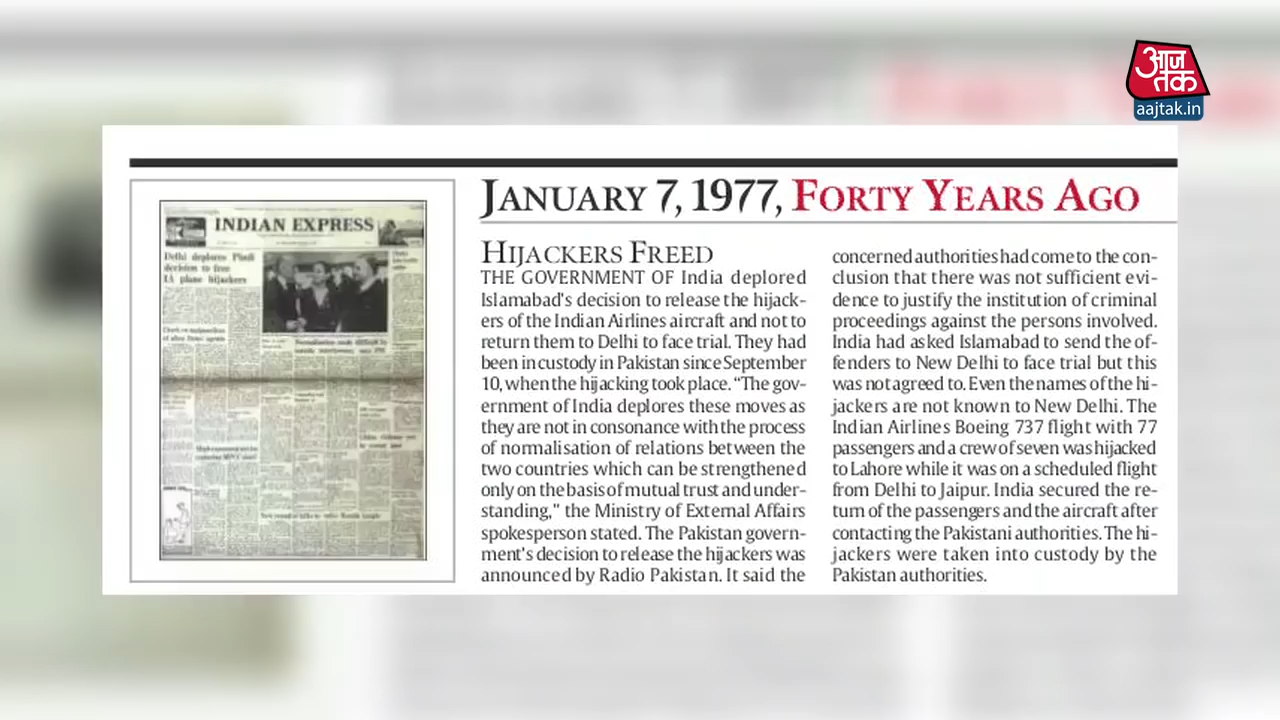 आज
तक
aajtak.in
JANUARY 7, 1977, FORTY YEARS AGO
INDIAN EXPRESS
Delhi deplores Pindi
decision to free
IA plane hijackers
HIJACKERS FREED
THE GOVERNMENT OF India deplored
Islamabad's decision to release the hijack-
ers of the Indian Airlines aircraft and not to
return them to Delhi to face trial. They had
been in custody in Pakistan since September
10, when the hijacking took place. “The gov-
ernment of India deplores these moves as
they are not in consonance with the process
of normalisation of relations between the
two countries which can be strengthened
only on the basis of mutual trust and under-
standing," the Ministry of External Affairs
spokesperson stated. The Pakistan govern-
ment's decision to release the hijackers was
announced by Radio Pakistan. It said the
concerned authorities had come to the con-
clusion that there was not sufficient evi-
dence to justify the institution of criminal
proceedings against the persons involved.
India had asked Islamabad to send the of-
fenders to New Delhi to face trial but this
was not agreed to. Even the names of the hi-
jackers are not known to New Delhi. The
Indian Airlines Boeing 737 flight with 77
passengers and a crew of seven was hijacked
to Lahore while it was on a scheduled flight
from Delhi to Jaipur. India secured the re-
turn of the passengers and the aircraft after
contacting the Pakistani authorities. The hi-
jackers were taken into custody by the
Pakistan authorities.